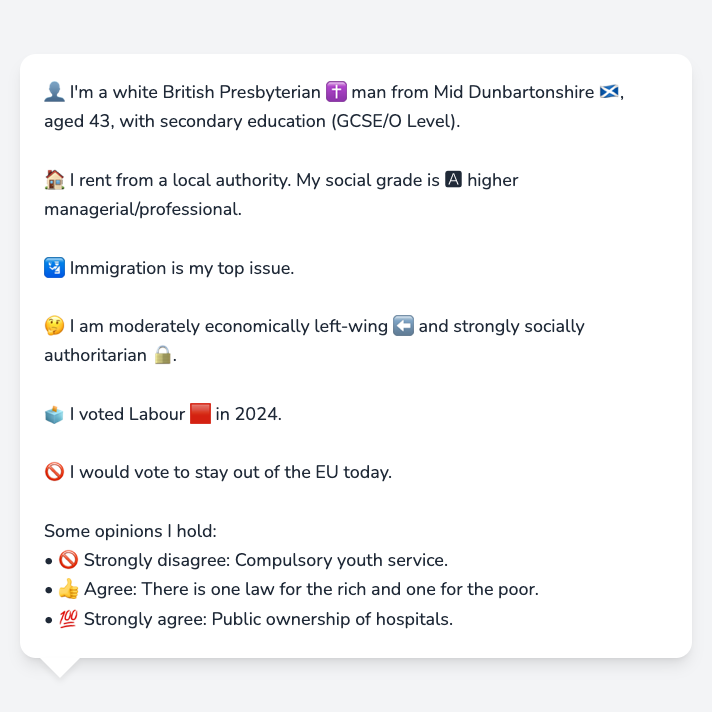 👤 I'm a white British Presbyterian ✝️ man from Mid Dunbartonshire 🏴󠁧󠁢󠁳󠁣󠁴󠁿,
aged 43, with secondary education (GCSE/O Level).
🏠 I rent from a local authority. My social grade is 🅰 higher
managerial/professional.
🛂 Immigration is my top issue.
🤔 I am moderately economically left-wing ⬅️ and strongly socially
authoritarian 🔒.
🗳️ I voted Labour 🟥 in 2024.
🚫 I would vote to stay out of the EU today.
Some opinions I hold:
• 🚫 Strongly disagree: Compulsory youth service.
• 👍 Agree: There is one law for the rich and one for the poor.
• 💯 Strongly agree: Public ownership of hospitals.